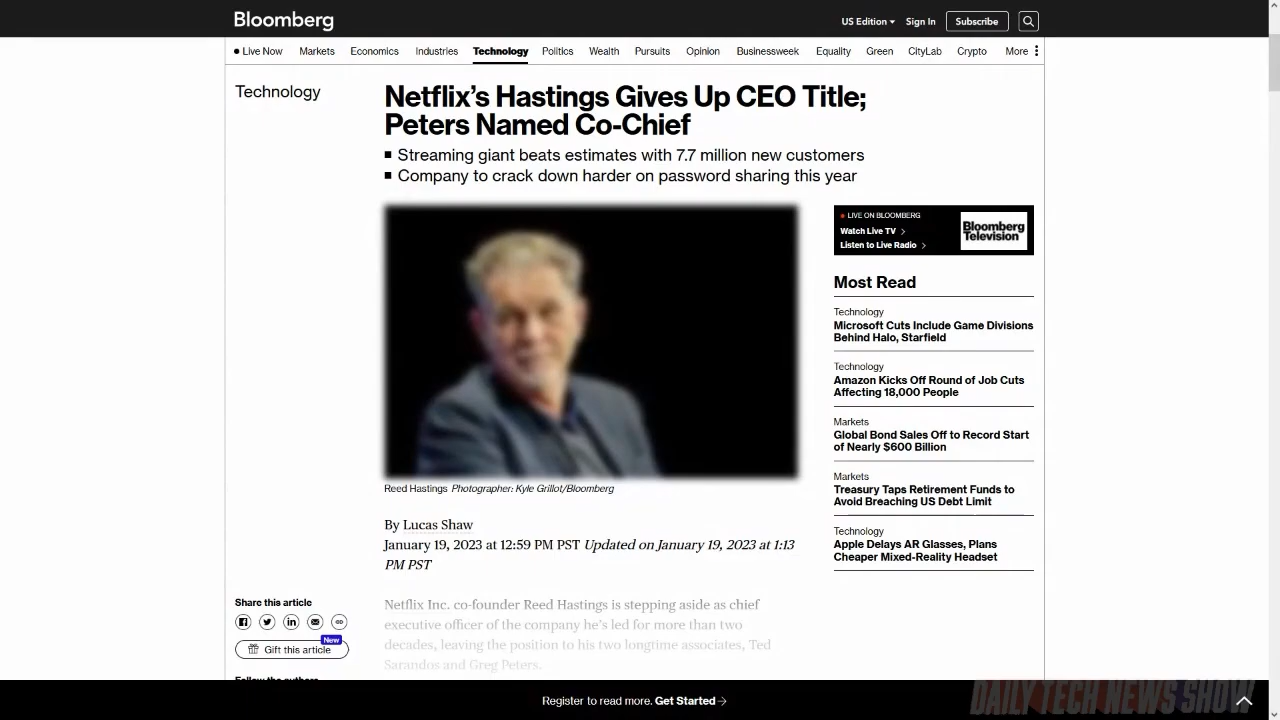 Bloomberg
US Edition
Sign In
Subscribe
Live Now
Markets
Economics
Industries
Technology
Politics
Wealth
Pursuits
Opinion
Businessweek
Equality
Green
CityLab
Crypto
More
Technology
Netflix's Hastings Gives Up CEO Title;
Peters Named Co-Chief
Streaming giant beats estimates with 7.7 million new customers
Company to crack down harder on password sharing this year
Reed Hastings Photographer: Kyle Grillot/Bloomberg
By Lucas Shaw
January 19, 2023 at 12:59 PM PST Updated on January 19, 2023 at 1:13
PM PST
Share this article
New
Gift this article
Follow the authors
Netflix Inc. co-founder Reed Hastings is stepping aside as chief
executive officer of the company he's led for more than two
decades, leaving the position to his two longtime associates, Ted
Sarandos and Greg Peters.
LIVE ON BLOOMBERG
Watch Live TV
Listen to Live Radio
Bloomberg
Television
Most Read
Technology
Microsoft Cuts Include Game Divisions
Behind Halo, Starfield
Technology
Amazon Kicks Off Round of Job Cuts
Affecting 18,000 People
Markets
Global Bond Sales Off to Record Start
of Nearly $600 Billion
Markets
Treasury Taps Retirement Funds to
Avoid Breaching US Debt Limit
Technology
Apple Delays AR Glasses, Plans
Cheaper Mixed-Reality Headset
Register to read more. Get Started
DAILY TECH NEWS SHOW